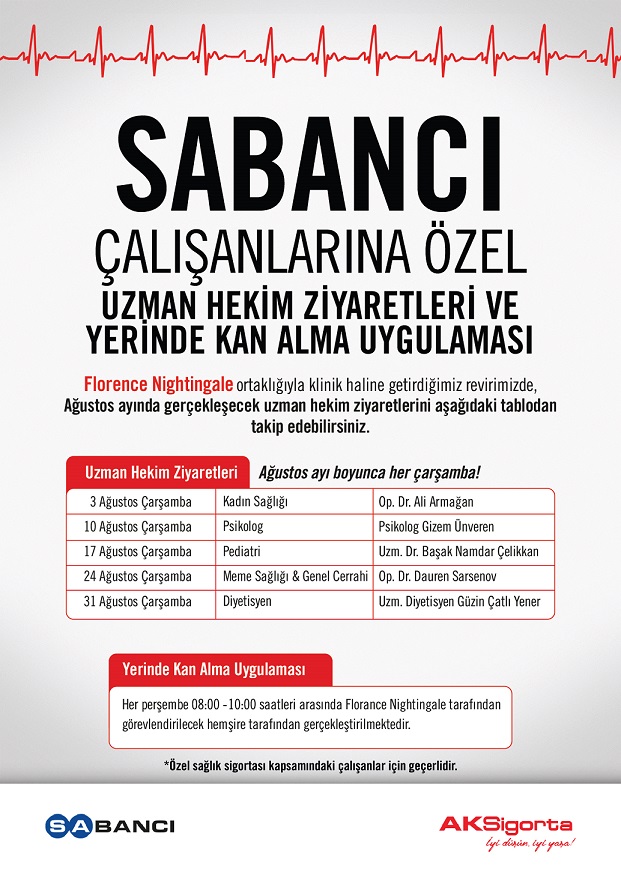 SABANCI
ÇALIŞANLARINA ÖZEL
UZMAN HEKİM ZİYARETLERİ VE
YERİNDE KAN ALMA UYGULAMASI
Florence Nightingale ortaklığıyla klinik haline getirdiğimiz revirimizde,
Ağustos ayında gerçekleşecek uzman hekim ziyaretlerini aşağıdaki tablodan
takip edebilirsiniz.
Uzman Hekim Ziyaretleri Ağustos ayı boyunca her çarşamba!
3 Ağustos Çarşamba Kadın Sağlığı Op. Dr. Ali Armağan
10 Ağustos Çarşamba Psikolog Psikolog Gizem Ünveren
17 Ağustos Çarşamba Pediatri Uzm. Dr. Başak Namdar Çelikkan
24 Ağustos Çarşamba Meme Sağlığı & Genel Cerrahi Op. Dr. Dauren Sarsenov
31 Ağustos Çarşamba Diyetisyen Uzm. Diyetisyen Güzin Çatlı Yener
Yerinde Kan Alma Uygulaması
Her perşembe 08:00 -10:00 saatleri arasında Florance Nightingale tarafından
görevlendirilecek hemşire tarafından gerçekleştirilmektedir.
*Özel sağlık sigortası kapsamındaki çalışanlar için geçerlidir.
SABANCI
AKSigorta
İyi düşün, iyi yaşa!